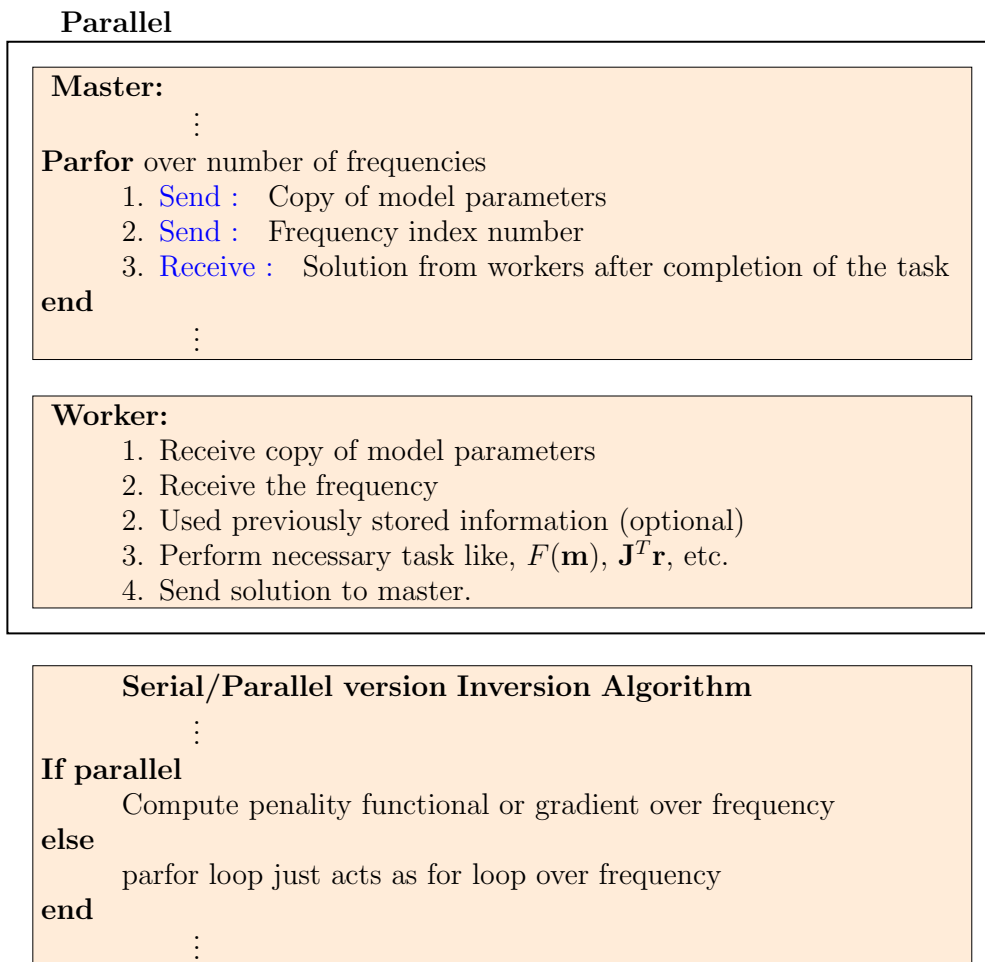 Parallel
Master:
⋮
Parfor over number of frequencies
1. Send : Copy of model parameters
2. Send : Frequency index number
3. Receive : Solution from workers after completion of the task
end
⋮
Worker:
1. Receive copy of model parameters
2. Receive the frequency
2. Used previously stored information (optional)
3. Perform necessary task like, F(m), J^T r, etc.
4. Send solution to master.
Serial/Parallel version Inversion Algorithm
⋮
If parallel
Compute penality functional or gradient over frequency
else
parfor loop just acts as for loop over frequency
end
⋮